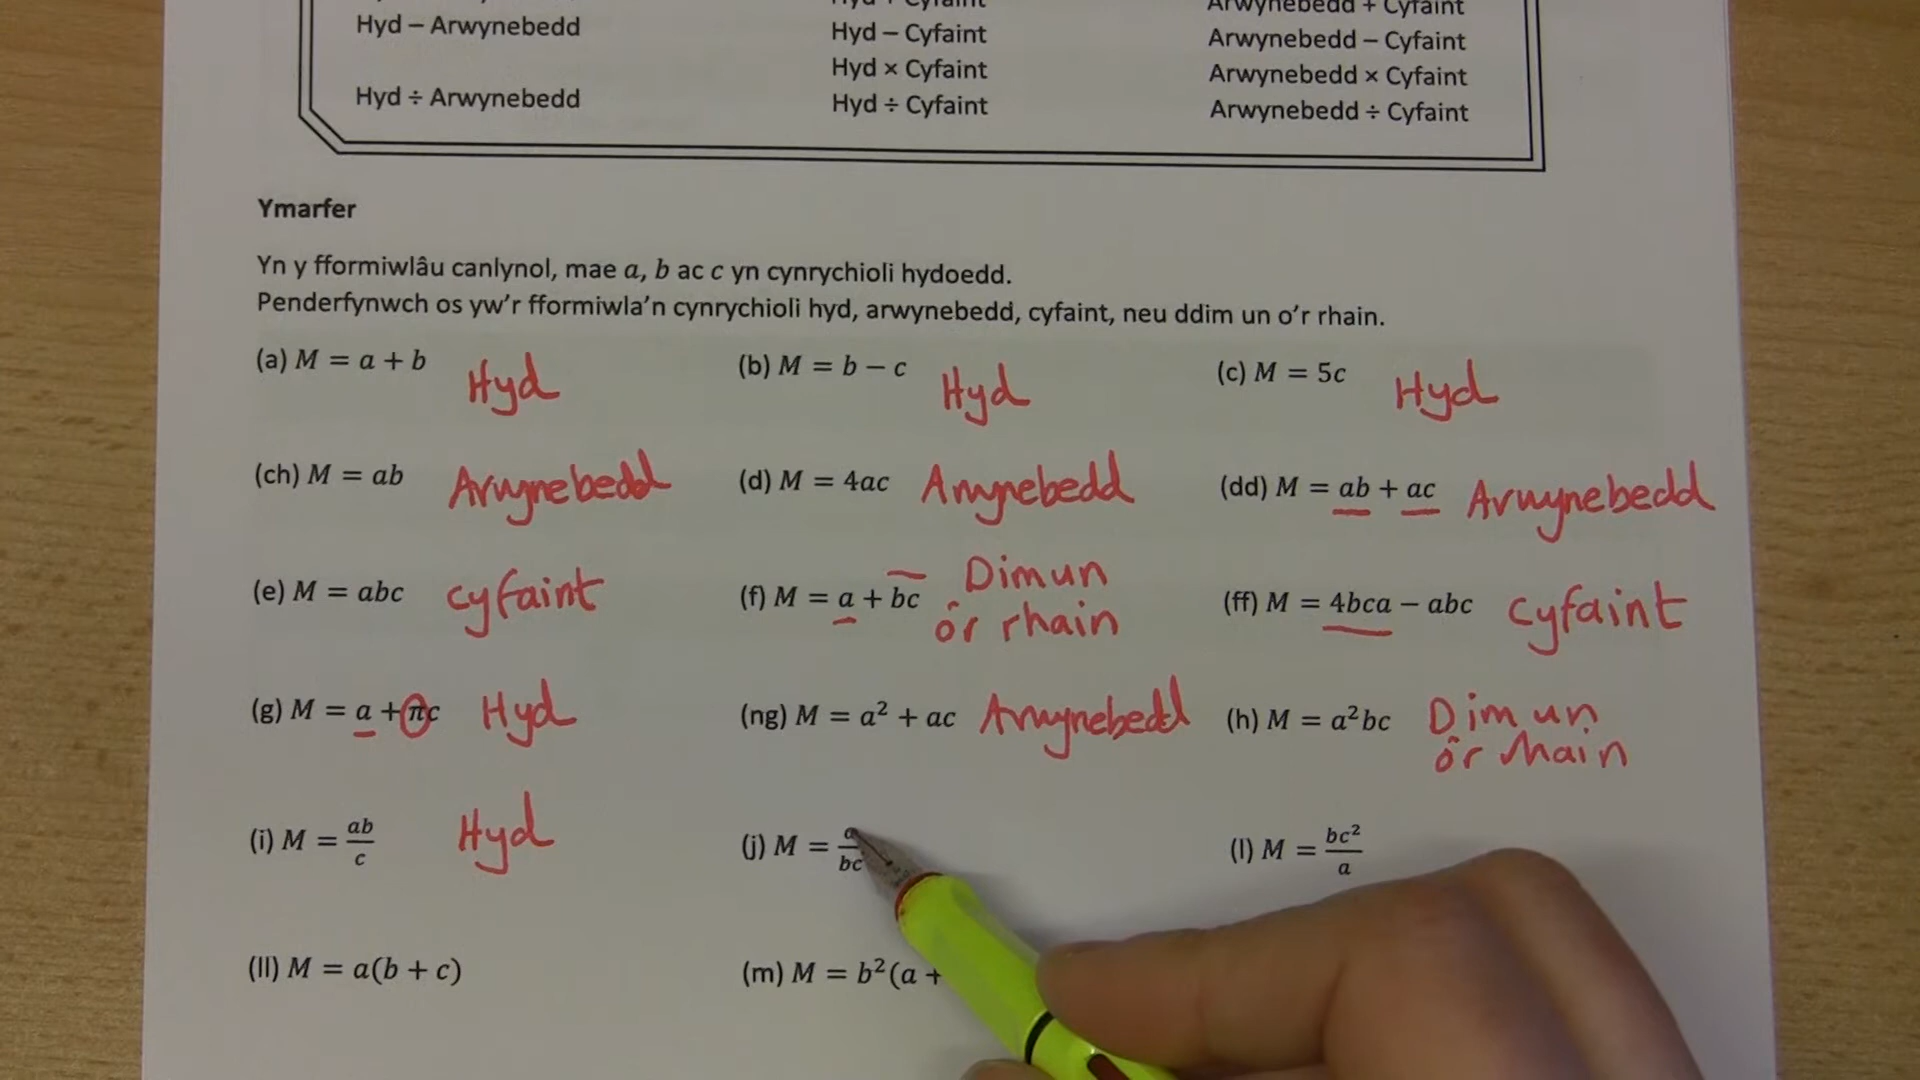 Hyd – Arwynebedd
Hyd ÷ Arwynebedd
Hyd + Cyfaint
Hyd – Cyfaint
Hyd × Cyfaint
Hyd ÷ Cyfaint
Arwynebedd + Cyfaint
Arwynebedd – Cyfaint
Arwynebedd × Cyfaint
Arwynebedd ÷ Cyfaint
Ymarfer
Yn y fformiwlâu canlynol, mae a, b ac c yn cynrychioli hydoedd.
Penderfynwch os yw'r fformiwla'n cynrychioli hyd, arwynebedd, cyfaint, neu ddim un o'r rhain.
(a) M = a + b Hyd
(b) M = b − c Hyd
(c) M = 5c Hyd
(ch) M = ab Arwynebedd
(d) M = 4ac Arwynebedd
(dd) M = ab + ac Arwynebedd
(e) M = abc Cyfaint
(f) M = a + bc Dim un
o'r rhain
(ff) M = 4bca − abc Cyfaint
(g) M = a + πc Hyd
(ng) M = a² + ac Arwynebedd
(h) M = a²bc Dim un
o'r rhain
(i) M = ab/c Hyd
(j) M = a/bc
(l) M = bc²/a
(ll) M = a(b + c)
(m) M = b²(a +